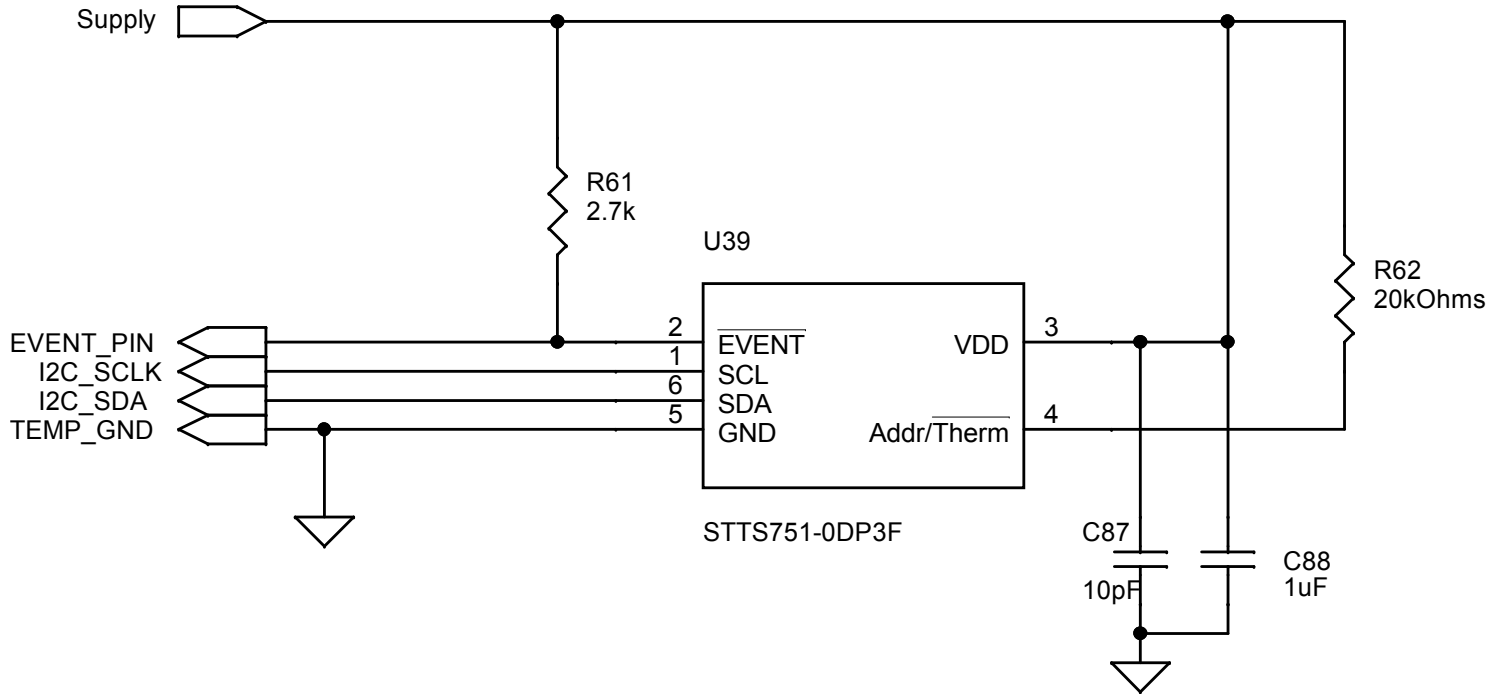 Supply
R61
2.7k
U39
R62
20kOhms
EVENT_PIN
I2C_SCLK
I2C_SDA
TEMP_GND
2
1
6
5
EVENT
SCL
SDA
GND
VDD
Addr/Therm
3
4
STTS751-0DP3F
C87
10pF
C88
1uF